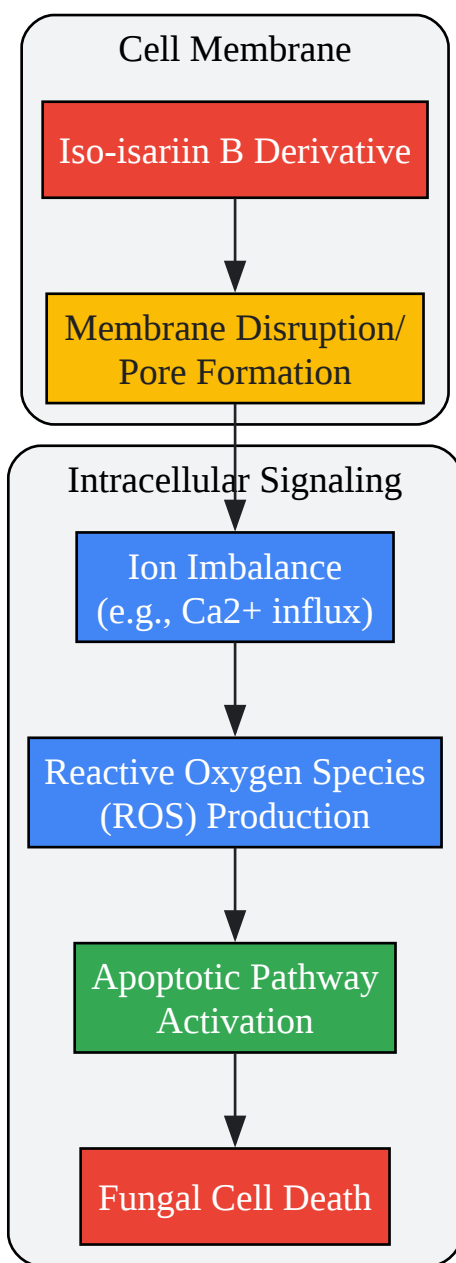 Cell Membrane
Iso-isariin B Derivative
Membrane Disruption/
Pore Formation
Intracellular Signaling
Ion Imbalance
(e.g., Ca2+ influx)
Reactive Oxygen Species
(ROS) Production
Apoptotic Pathway
Activation
Fungal Cell Death